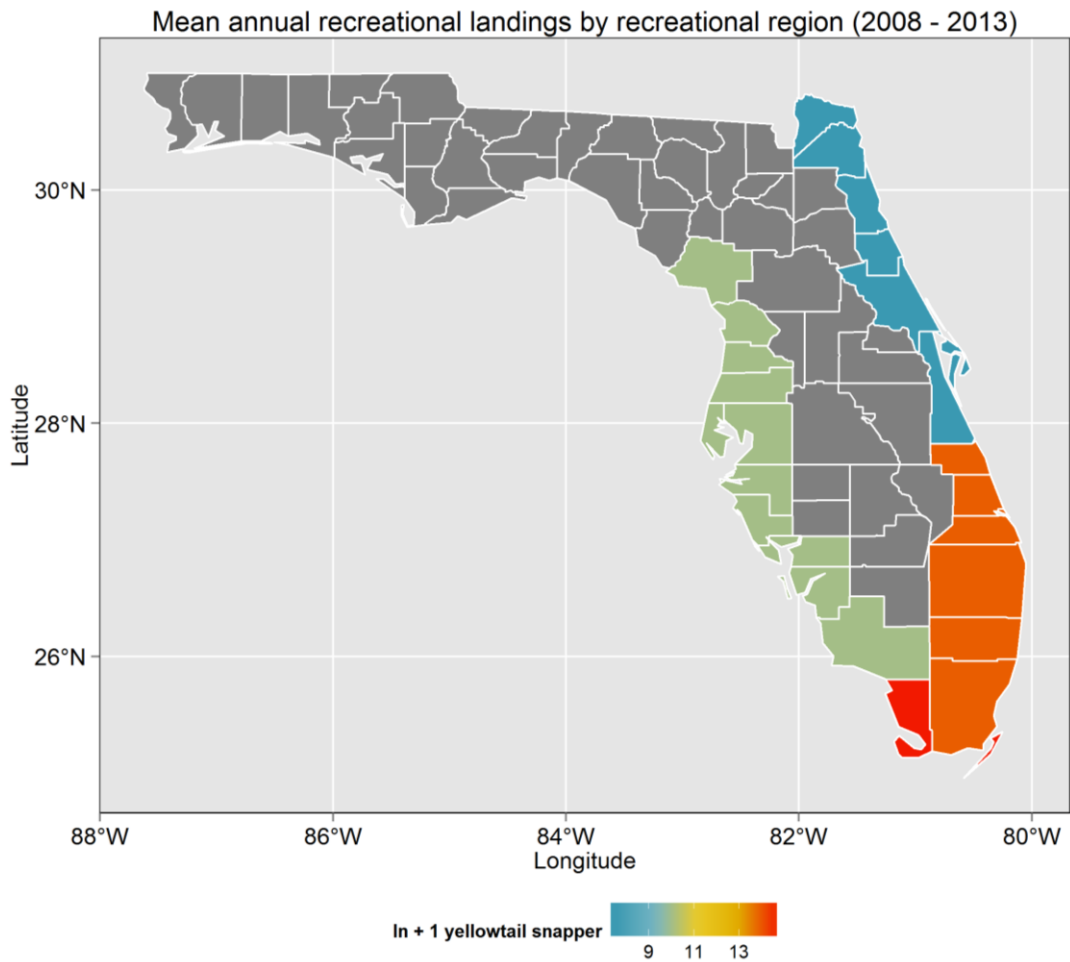 Mean annual recreational landings by recreational region (2008 - 2013)
30°N
28°N
26°N
Latitude
88°W 86°W 84°W 82°W 80°W
Longitude
ln + 1 yellowtail snapper
9 11 13